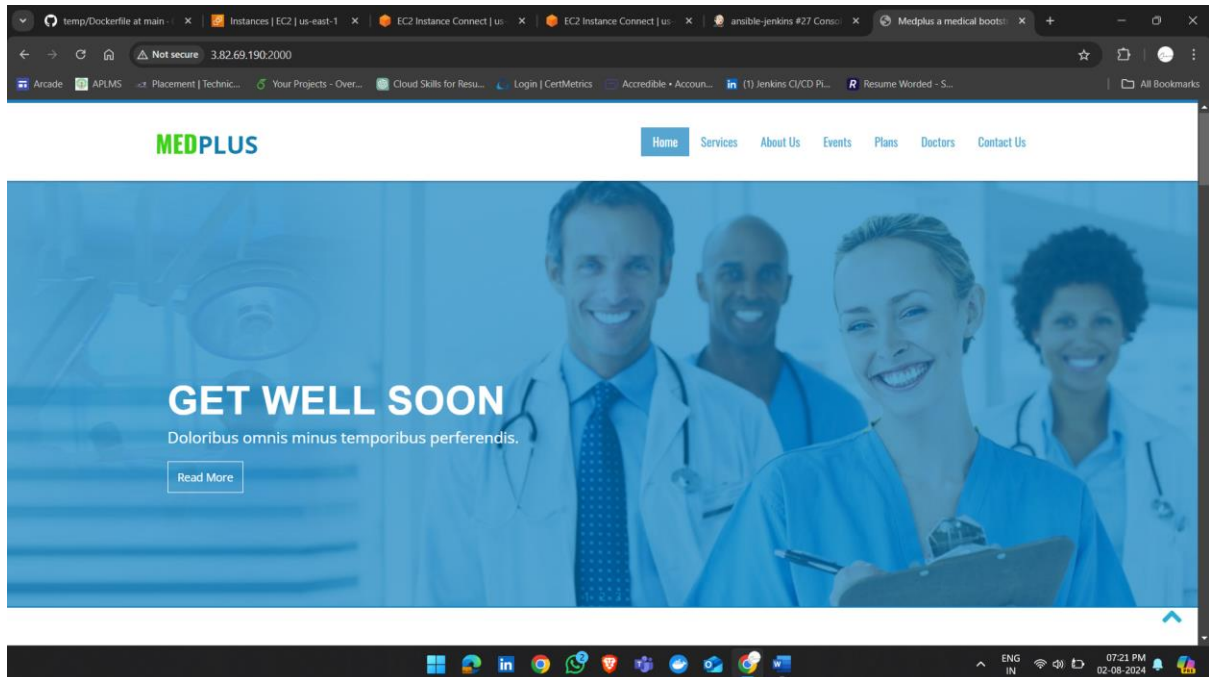 temp/Dockerfile at main - (
Instances | EC2 | us-east-1
EC2 Instance Connect | us-
EC2 Instance Connect | us-
ansible-jenkins #27 Consol
Medplus a medical bootst
Not secure 3.82.69.190:2000
Arcade APLMS Placement | Technic... Your Projects - Over... Cloud Skills for Resu... Login | CertMetrics Accredible • Accoun... (1) Jenkins CI/CD Pi... Resume Worded - S... All Bookmarks
MEDPLUS
Home Services About Us Events Plans Doctors Contact Us
GET WELL SOON
Doloribus omnis minus temporibus perferendis.
Read More
ENG
IN
07:21 PM
02-08-2024